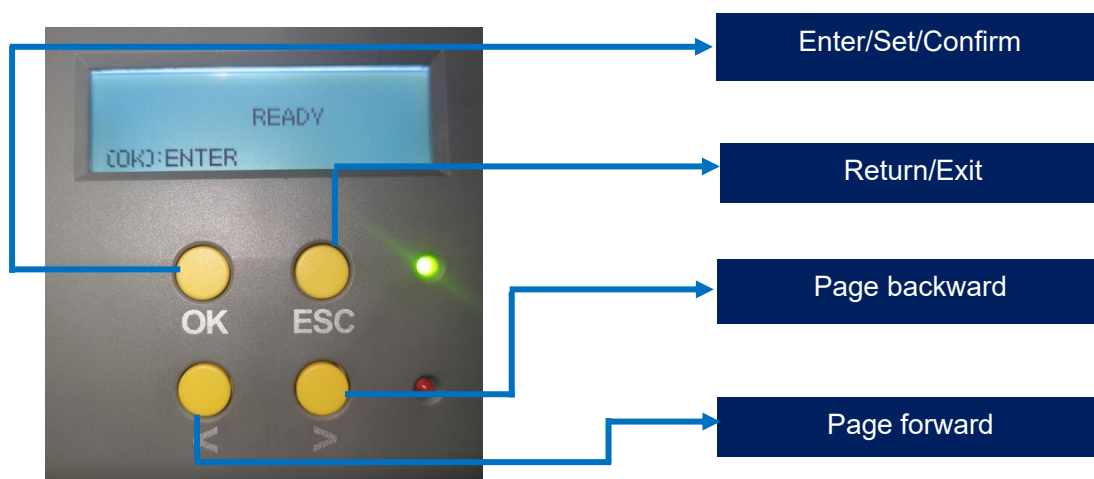 Enter/Set/Confirm
READY
(OK):ENTER
Return/Exit
Page backward
OK ESC
< >
Page forward